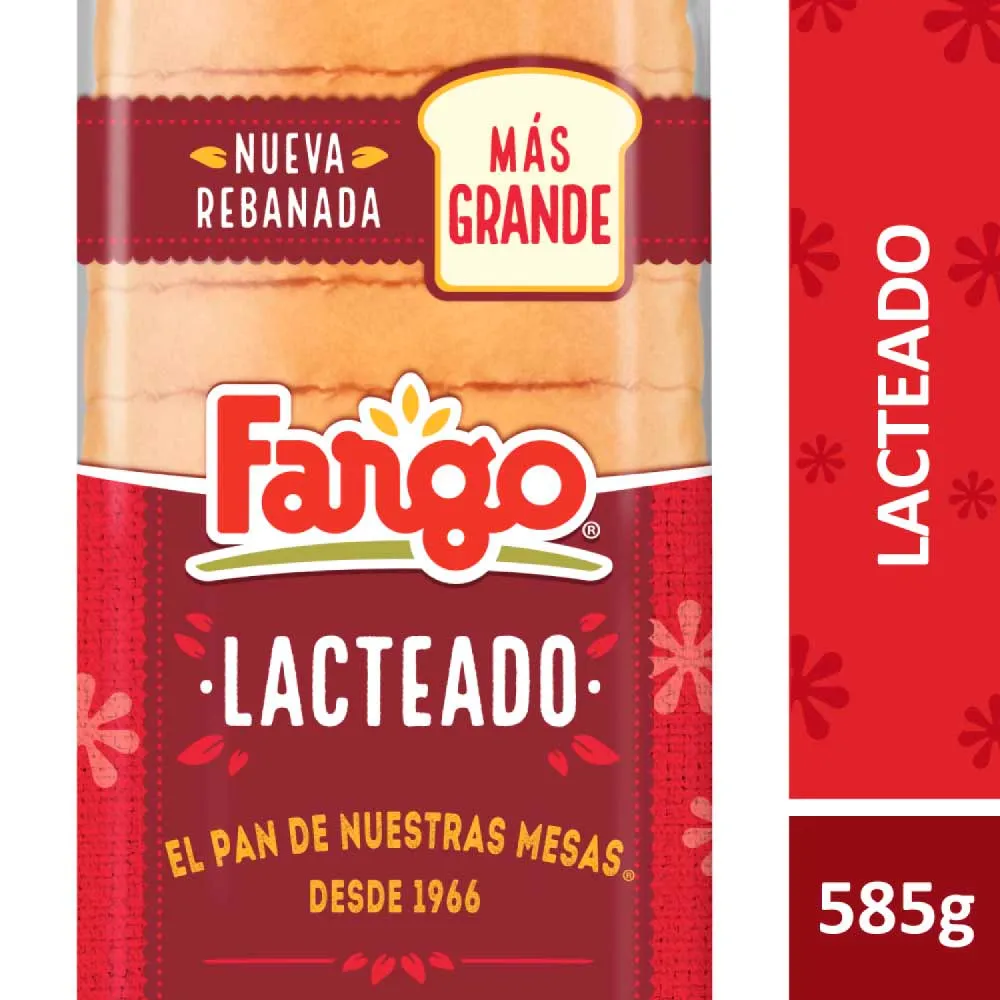 NUEVA
REBANADA
MÁS
GRANDE
Fargo®
·LACTEADO·
EL PAN DE NUESTRAS MESAS®
DESDE 1966
LACTEADO
585g